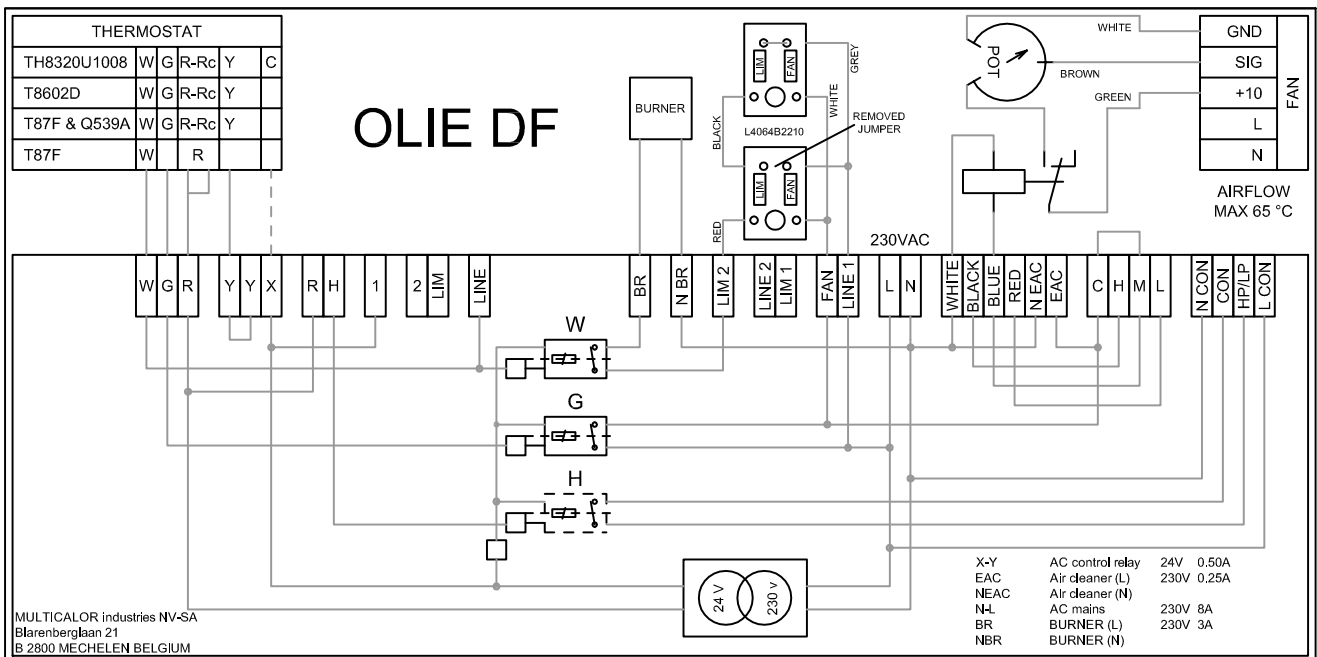 THERMOSTAT
TH8320U1008 W G R-Rc Y C
T8602D W G R-Rc Y
T87F & Q539A W G R-Rc Y
T87F W R
OLIE DF
BURNER
LIM FAN
GREY
WHITE
BLACK
L4064B2210
REMOVED
JUMPER
LIM FAN
RED
230VAC
WHITE
BROWN
GREEN
POT
GND
SIG
+10
L
N
FAN
AIRFLOW
MAX 65 °C
W G R Y Y X R H 1 2 LIM LINE BR N BR LIM 2 LINE 2 LIM 1 FAN LINE 1 L N WHITE BLACK BLUE RED N EAC EAC C H M L N CON CON HP/LP L CON
W
G
H
24 V 230 V
X-Y AC control relay 24V 0.50A
EAC Air cleaner (L) 230V 0.25A
NEAC Air cleaner (N)
N-L AC mains 230V 8A
BR BURNER (L) 230V 3A
NBR BURNER (N)
MULTICALOR industries NV-SA
Blarenberglaan 21
B 2800 MECHELEN BELGIUM